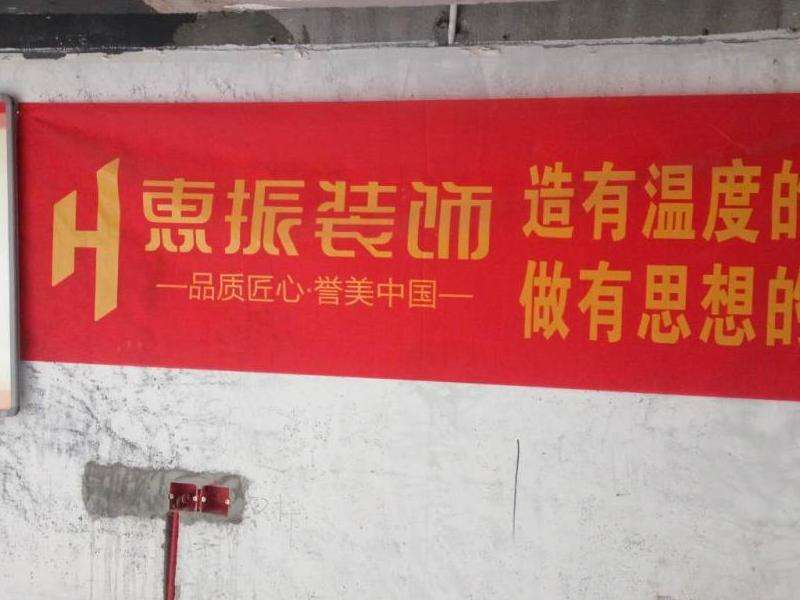 惠振装饰
—品质匠心·誉美中国—
造有温度的
做有思想的